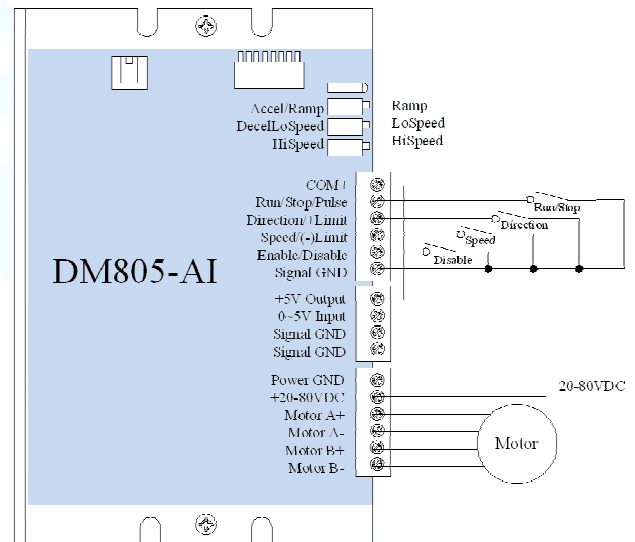 Accel/Ramp Ramp
DecelLoSpeed LoSpeed
HiSpeed HiSpeed
COM+
Run/Stop/Pulse
Run/Stop
Direction/+Limit
Direction
Speed/(-)Limit
Speed
Enable/Disable
Disable
Signal GND
DM805-AI
+5V Output
0~5V Input
Signal GND
Signal GND
Power GND
+20-80VDC 20-80VDC
Motor A+
Motor A-
Motor B+
Motor B-
Motor